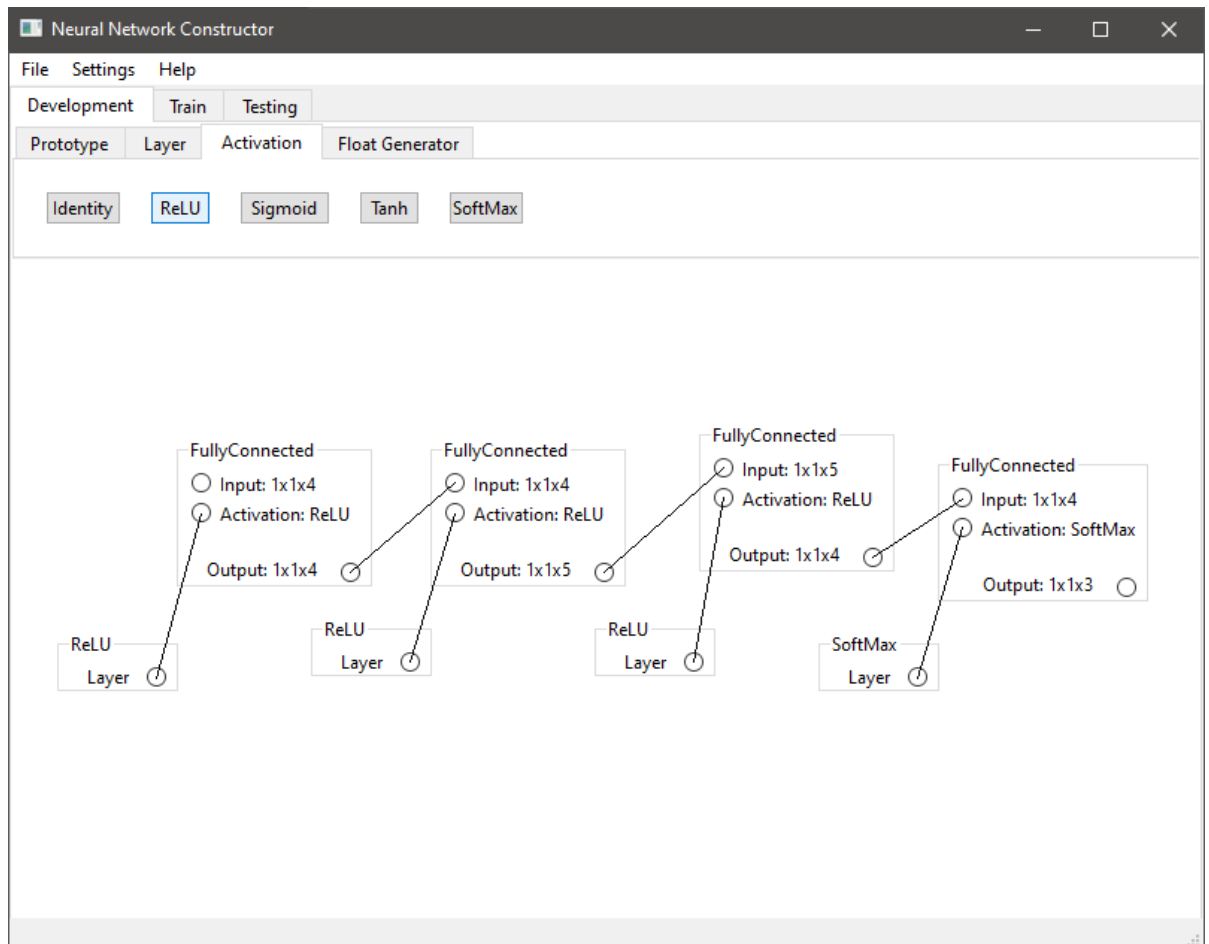 Neural Network Constructor
File Settings Help
Development Train Testing
Prototype Layer Activation Float Generator
Identity ReLU Sigmoid Tanh SoftMax
FullyConnected
Input: 1x1x4
Activation: ReLU
Output: 1x1x4
FullyConnected
Input: 1x1x4
Activation: ReLU
Output: 1x1x5
FullyConnected
Input: 1x1x5
Activation: ReLU
Output: 1x1x4
FullyConnected
Input: 1x1x4
Activation: SoftMax
Output: 1x1x3
ReLU
Layer
ReLU
Layer
ReLU
Layer
SoftMax
Layer